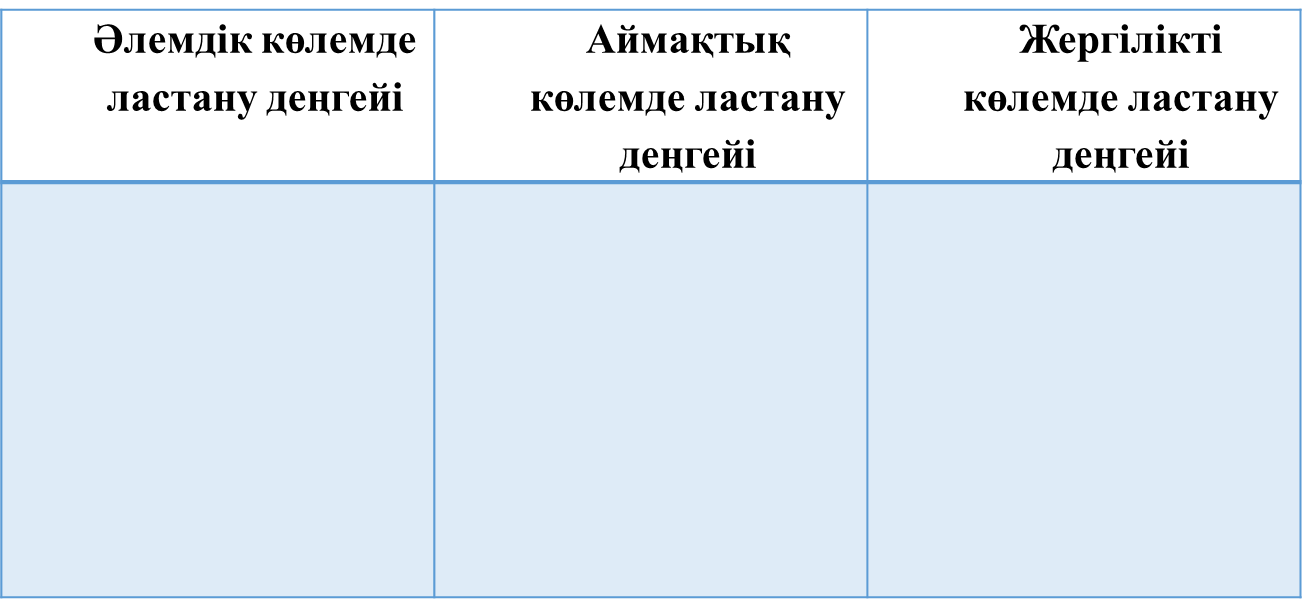 Әлемдік көлемде
ластану деңгейі
Аймақтық
көлемде ластану
деңгейі
Жергілікті
көлемде ластану
деңгейі